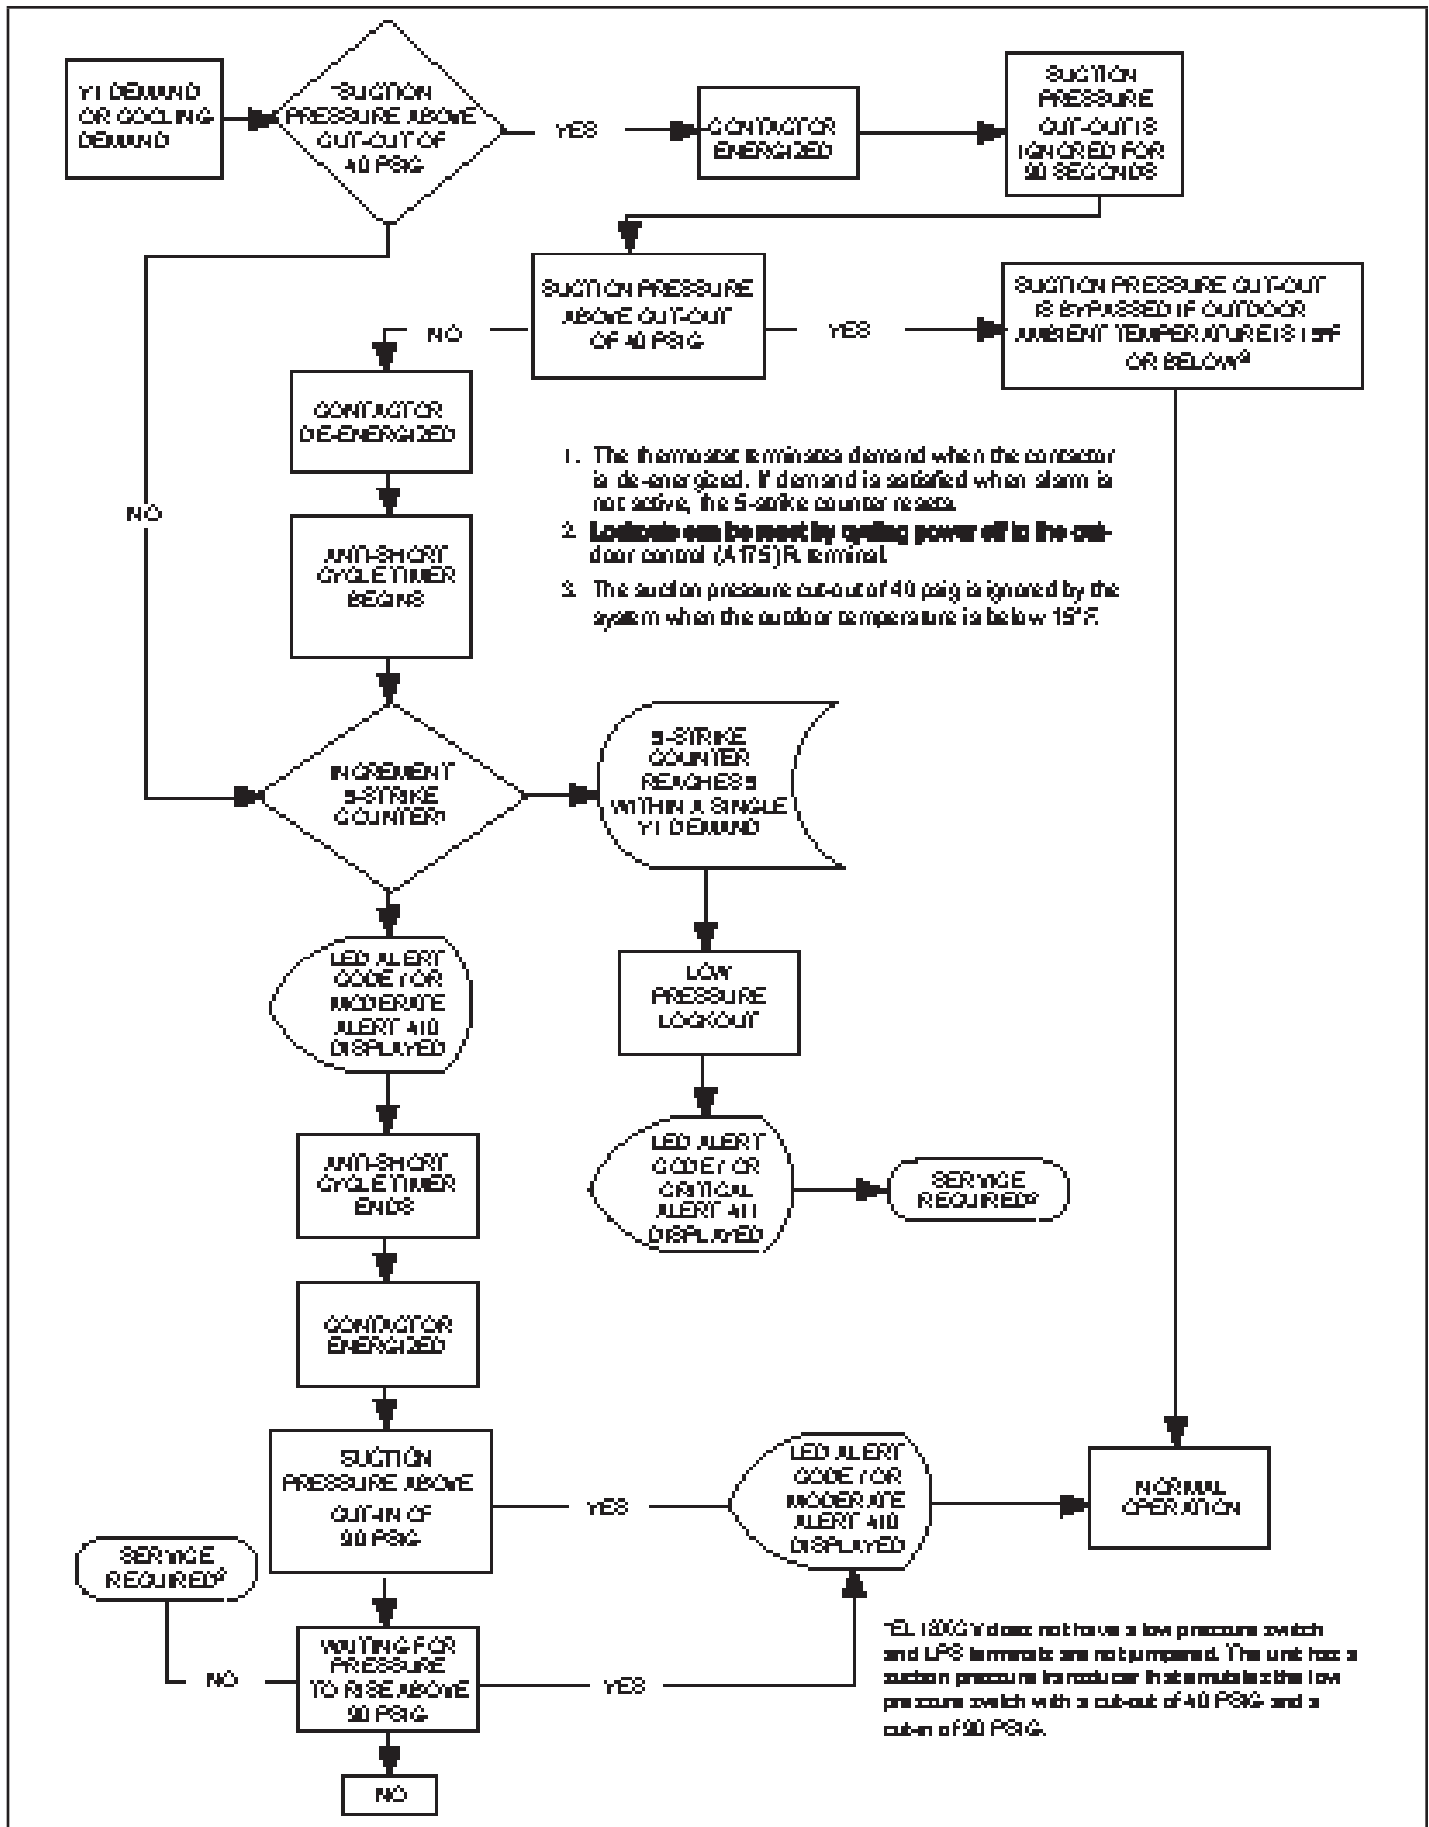 Y1 DEMAND
OR COOLING
DEMAND
*SUCTION
PRESSURE ABOVE
CUT-OUT OF
40 PSIG
YES
CONTACTOR
ENERGIZED
SUCTION
PRESSURE
CUT-OUT IS
IGNORED FOR
90 SECONDS
SUCTION PRESSURE
ABOVE CUT-OUT
OF 40 PSIG
NO
YES
SUCTION PRESSURE CUT-OUT
IS BYPASSED IF OUTDOOR
AMBIENT TEMPERATURE IS 15°F
OR BELOW³
CONTACTOR
DE-ENERGIZED
NO
ANTI-SHORT
CYCLE TIMER
BEGINS
1. The thermostat terminates demand when the contactor
is de-energized. If demand is satisfied when alarm is
not active, the 5-strike counter resets.
2. Lockouts can be reset by cycling power off to the out-
door control (A175) R terminal.
3. The suction pressure cut-out of 40 psig is ignored by the
system when the outdoor temperature is below 15°F.
INCREMENT
5-STRIKE
COUNTER¹
5-STRIKE
COUNTER
REACHES 5
WITHIN A SINGLE
Y1 DEMAND
LED ALERT
CODE / OR
MODERATE
ALERT 410
DISPLAYED
LOW
PRESSURE
LOCKOUT
ANTI-SHORT
CYCLE TIMER
ENDS
LED ALERT
CODE / OR
CRITICAL
ALERT 411
DISPLAYED
SERVICE
REQUIRED²
CONTACTOR
ENERGIZED
SUCTION
PRESSURE ABOVE
CUT-IN OF
90 PSIG
YES
LED ALERT
CODE / OR
MODERATE
ALERT 410
DISPLAYED
NORMAL
OPERATION
SERVICE
REQUIRED²
NO
WAITING FOR
PRESSURE
TO RISE ABOVE
90 PSIG
YES
NO
*EL18XCV does not have a low pressure switch
and LPS terminals are not jumpered. The unit has a
suction pressure transducer that emulates the low
pressure switch with a cut-out of 40 PSIG and a
cut-in of 90 PSIG.